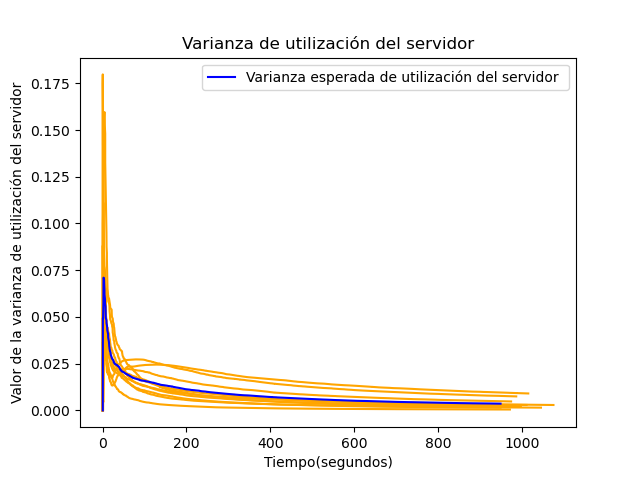 Varianza de utilización del servidor
Varianza esperada de utilización del servidor
Valor de la varianza de utilización del servidor
0.175
0.150
0.125
0.100
0.075
0.050
0.025
0.000
0 200 400 600 800 1000
Tiempo(segundos)